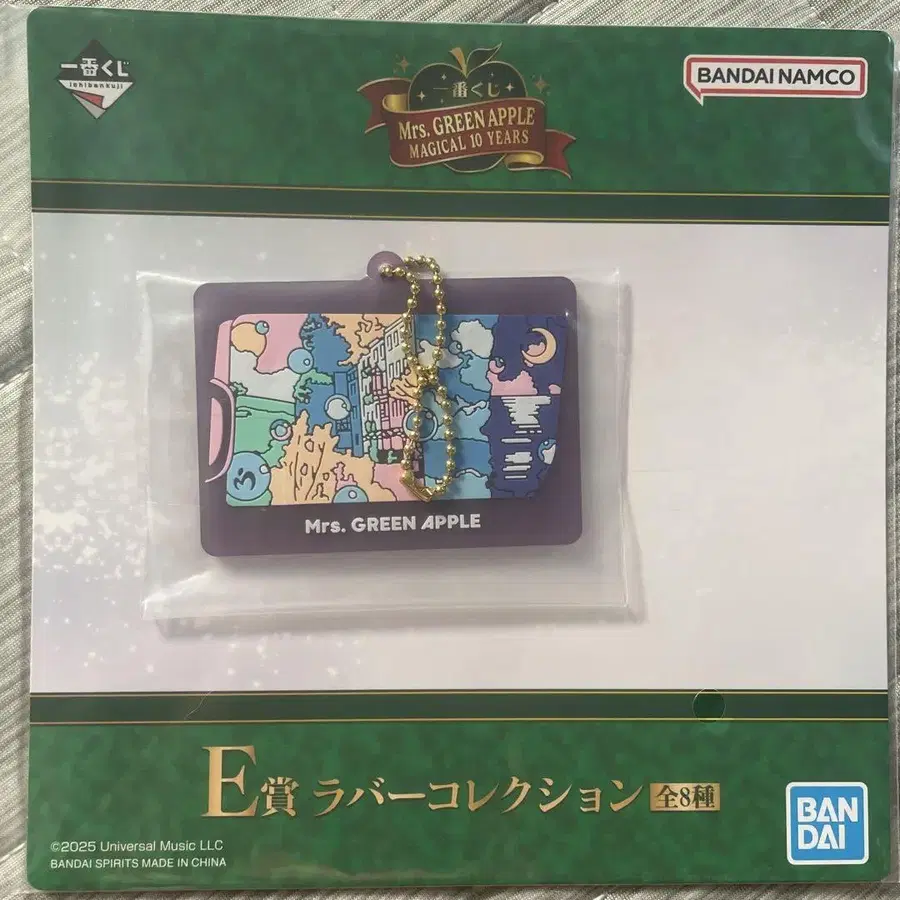 一番くじ
ichibankuji
一番くじ
Mrs. GREEN APPLE
MAGICAL 10 YEARS
BANDAI NAMCO
Mrs. GREEN APPLE
E賞 ラバーコレクション 全8種
©2025 Universal Music LLC
BANDAI SPIRITS MADE IN CHINA
BAN
DAI